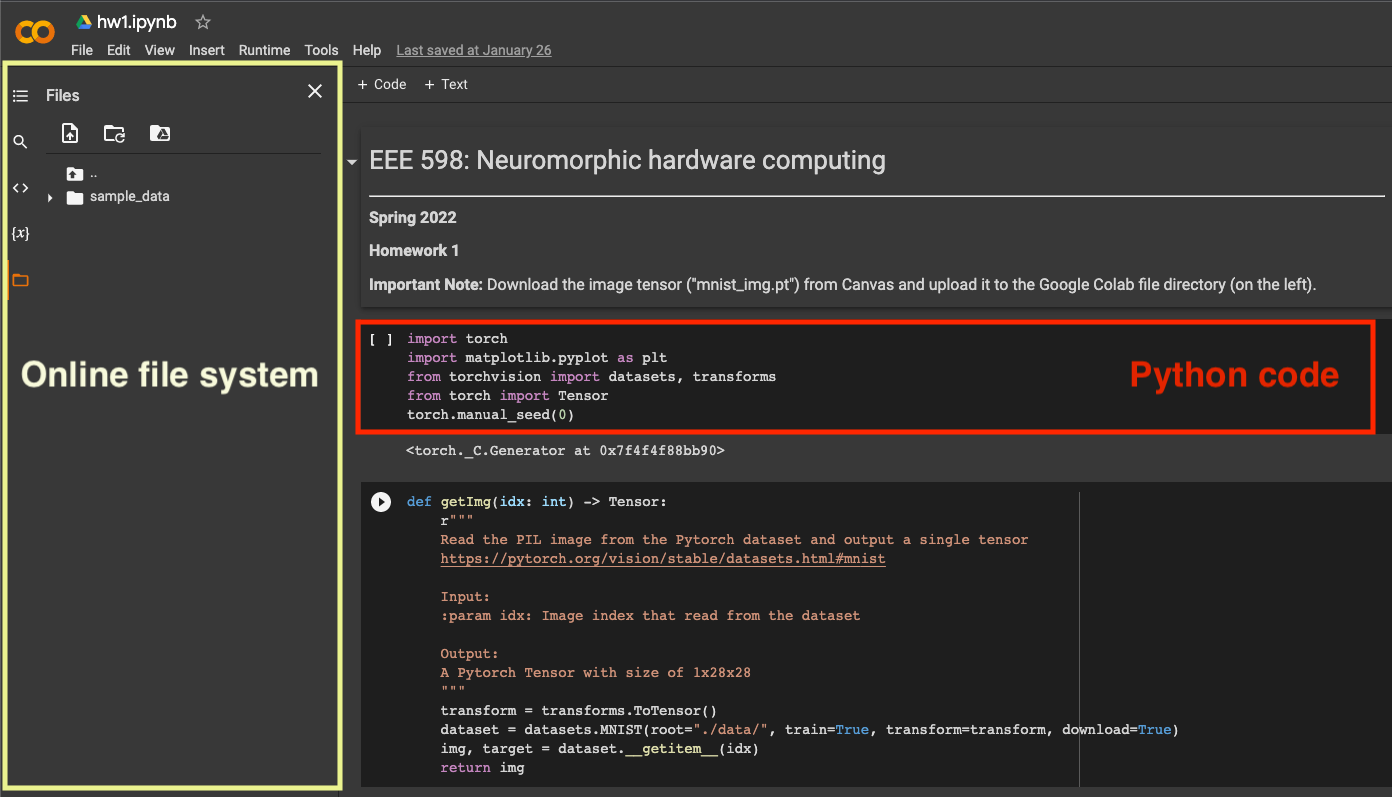 hw1.ipynb
File Edit View Insert Runtime Tools Help Last saved at January 26
Files
..
sample_data
{x}
Online file system
+ Code + Text
EEE 598: Neuromorphic hardware computing
Spring 2022
Homework 1
Important Note: Download the image tensor ("mnist_img.pt") from Canvas and upload it to the Google Colab file directory (on the left).
[ ] import torch
import matplotlib.pyplot as plt
from torchvision import datasets, transforms
from torch import Tensor
torch.manual_seed(0)
Python code
<torch._C.Generator at 0x7f4f4f88bb90>
def getImg(idx: int) -> Tensor:
    r"""
    Read the PIL image from the Pytorch dataset and output a single tensor
    https://pytorch.org/vision/stable/datasets.html#mnist

    Input:
    :param idx: Image index that read from the dataset

    Output:
    A Pytorch Tensor with size of 1x28x28
    """
    transform = transforms.ToTensor()
    dataset = datasets.MNIST(root="./data/", train=True, transform=transform, download=True)
    img, target = dataset.__getitem__(idx)
    return img